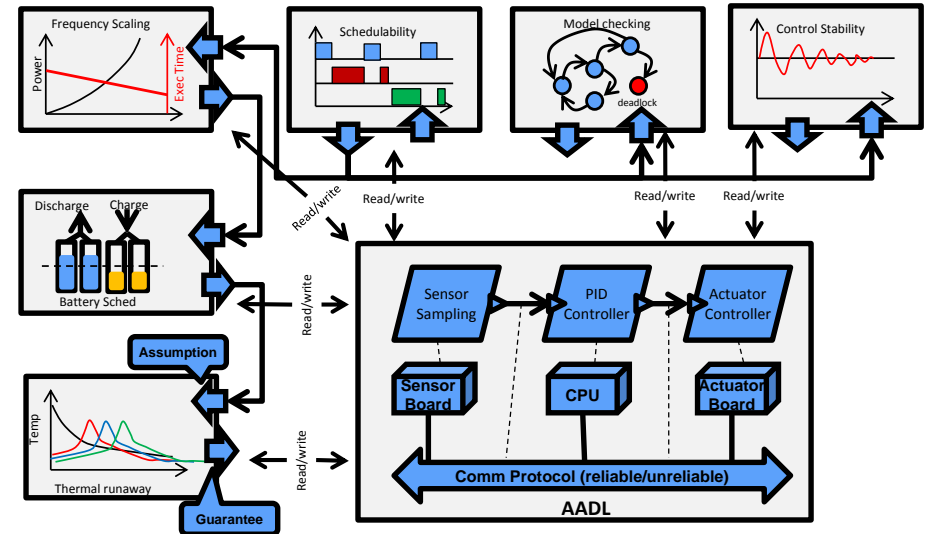 Frequency Scaling
Power
Exec Time
Schedulability
Model checking
deadlock
Control Stability
Read/write
Read/write
Read/write
Read/write
Discharge
Charge
Battery Sched
Read/write
Assumption
Temp
Thermal runaway
Guarantee
Read/write
Sensor
Sampling
PID
Controller
Actuator
Controller
Sensor
Board
CPU
Actuator
Board
Comm Protocol (reliable/unreliable)
AADL